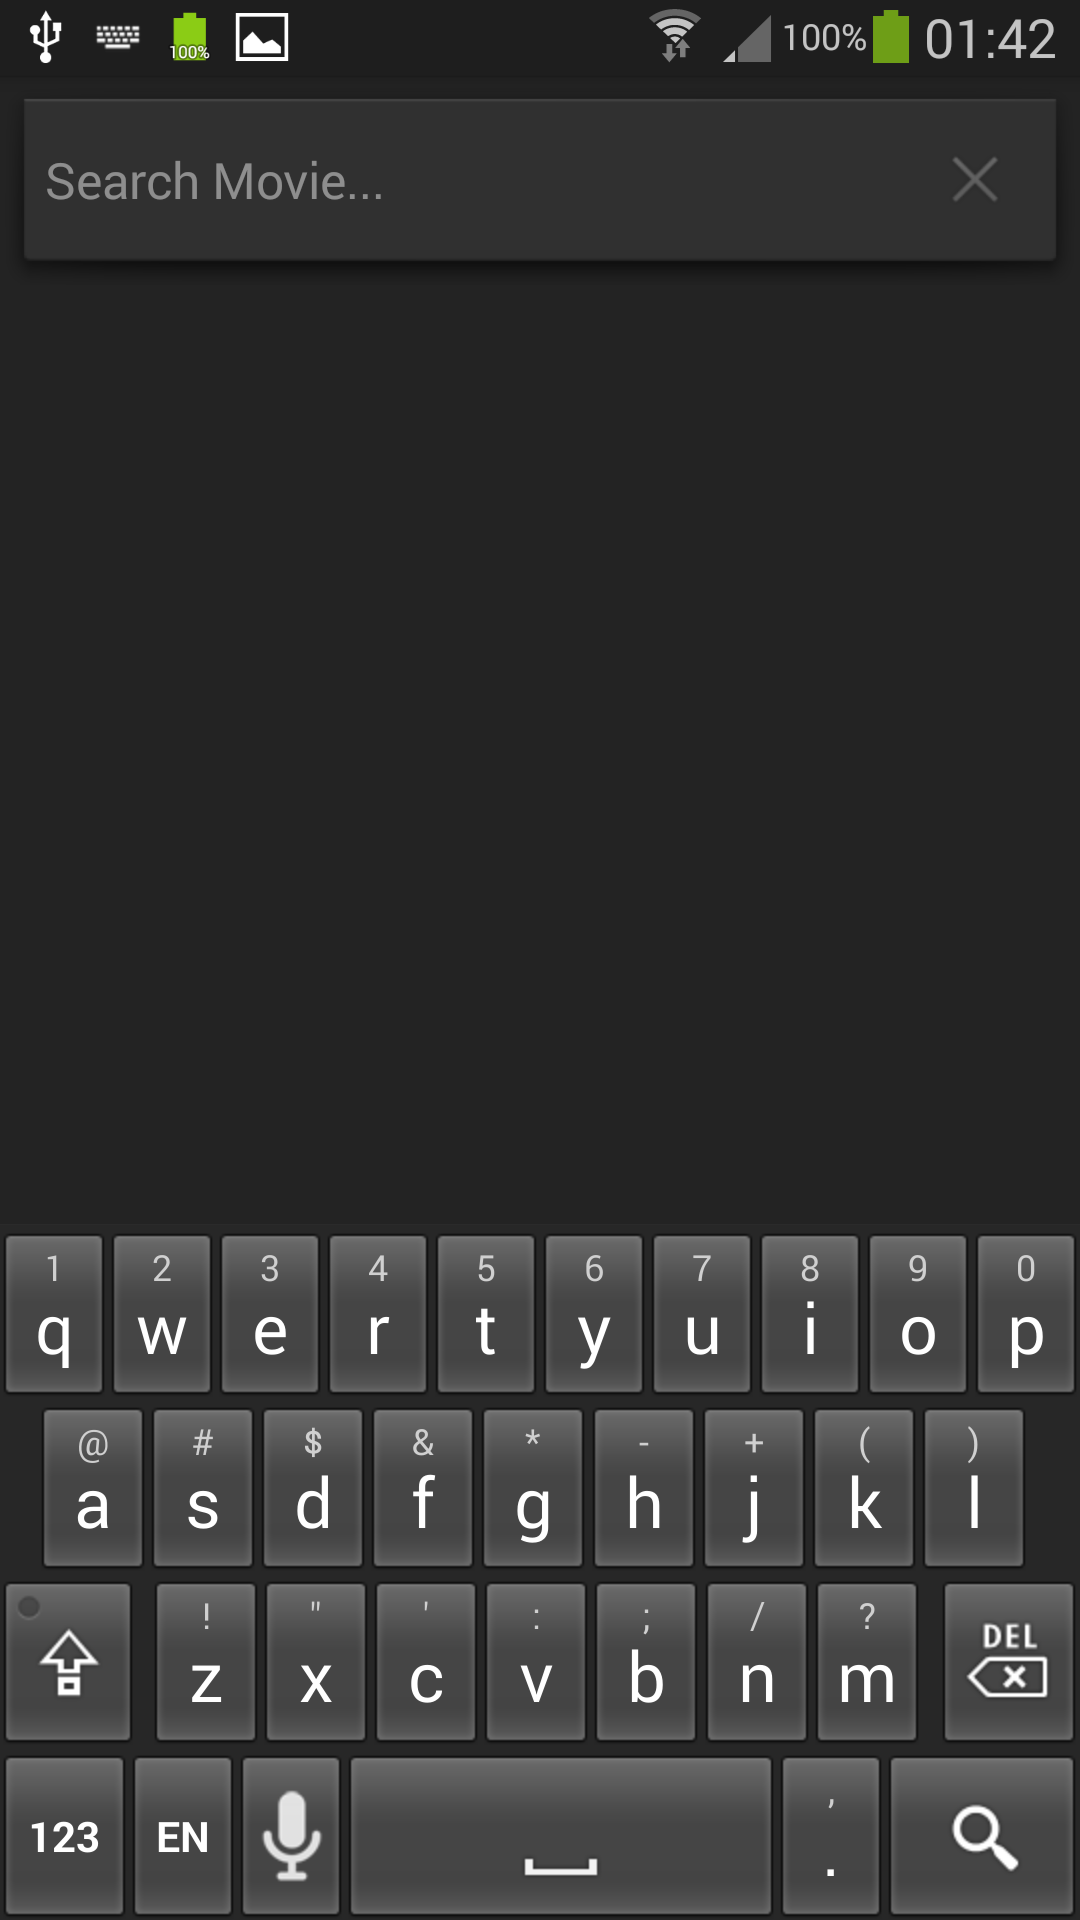 100% 100% 01:42
Search Movie...
1 2 3 4 5 6 7 8 9 0
q w e r t y u i o p
@ # $ & * - + ( )
a s d f g h j k l
! " ' : ; / ?
z x c v b n m DEL
,
123 EN .